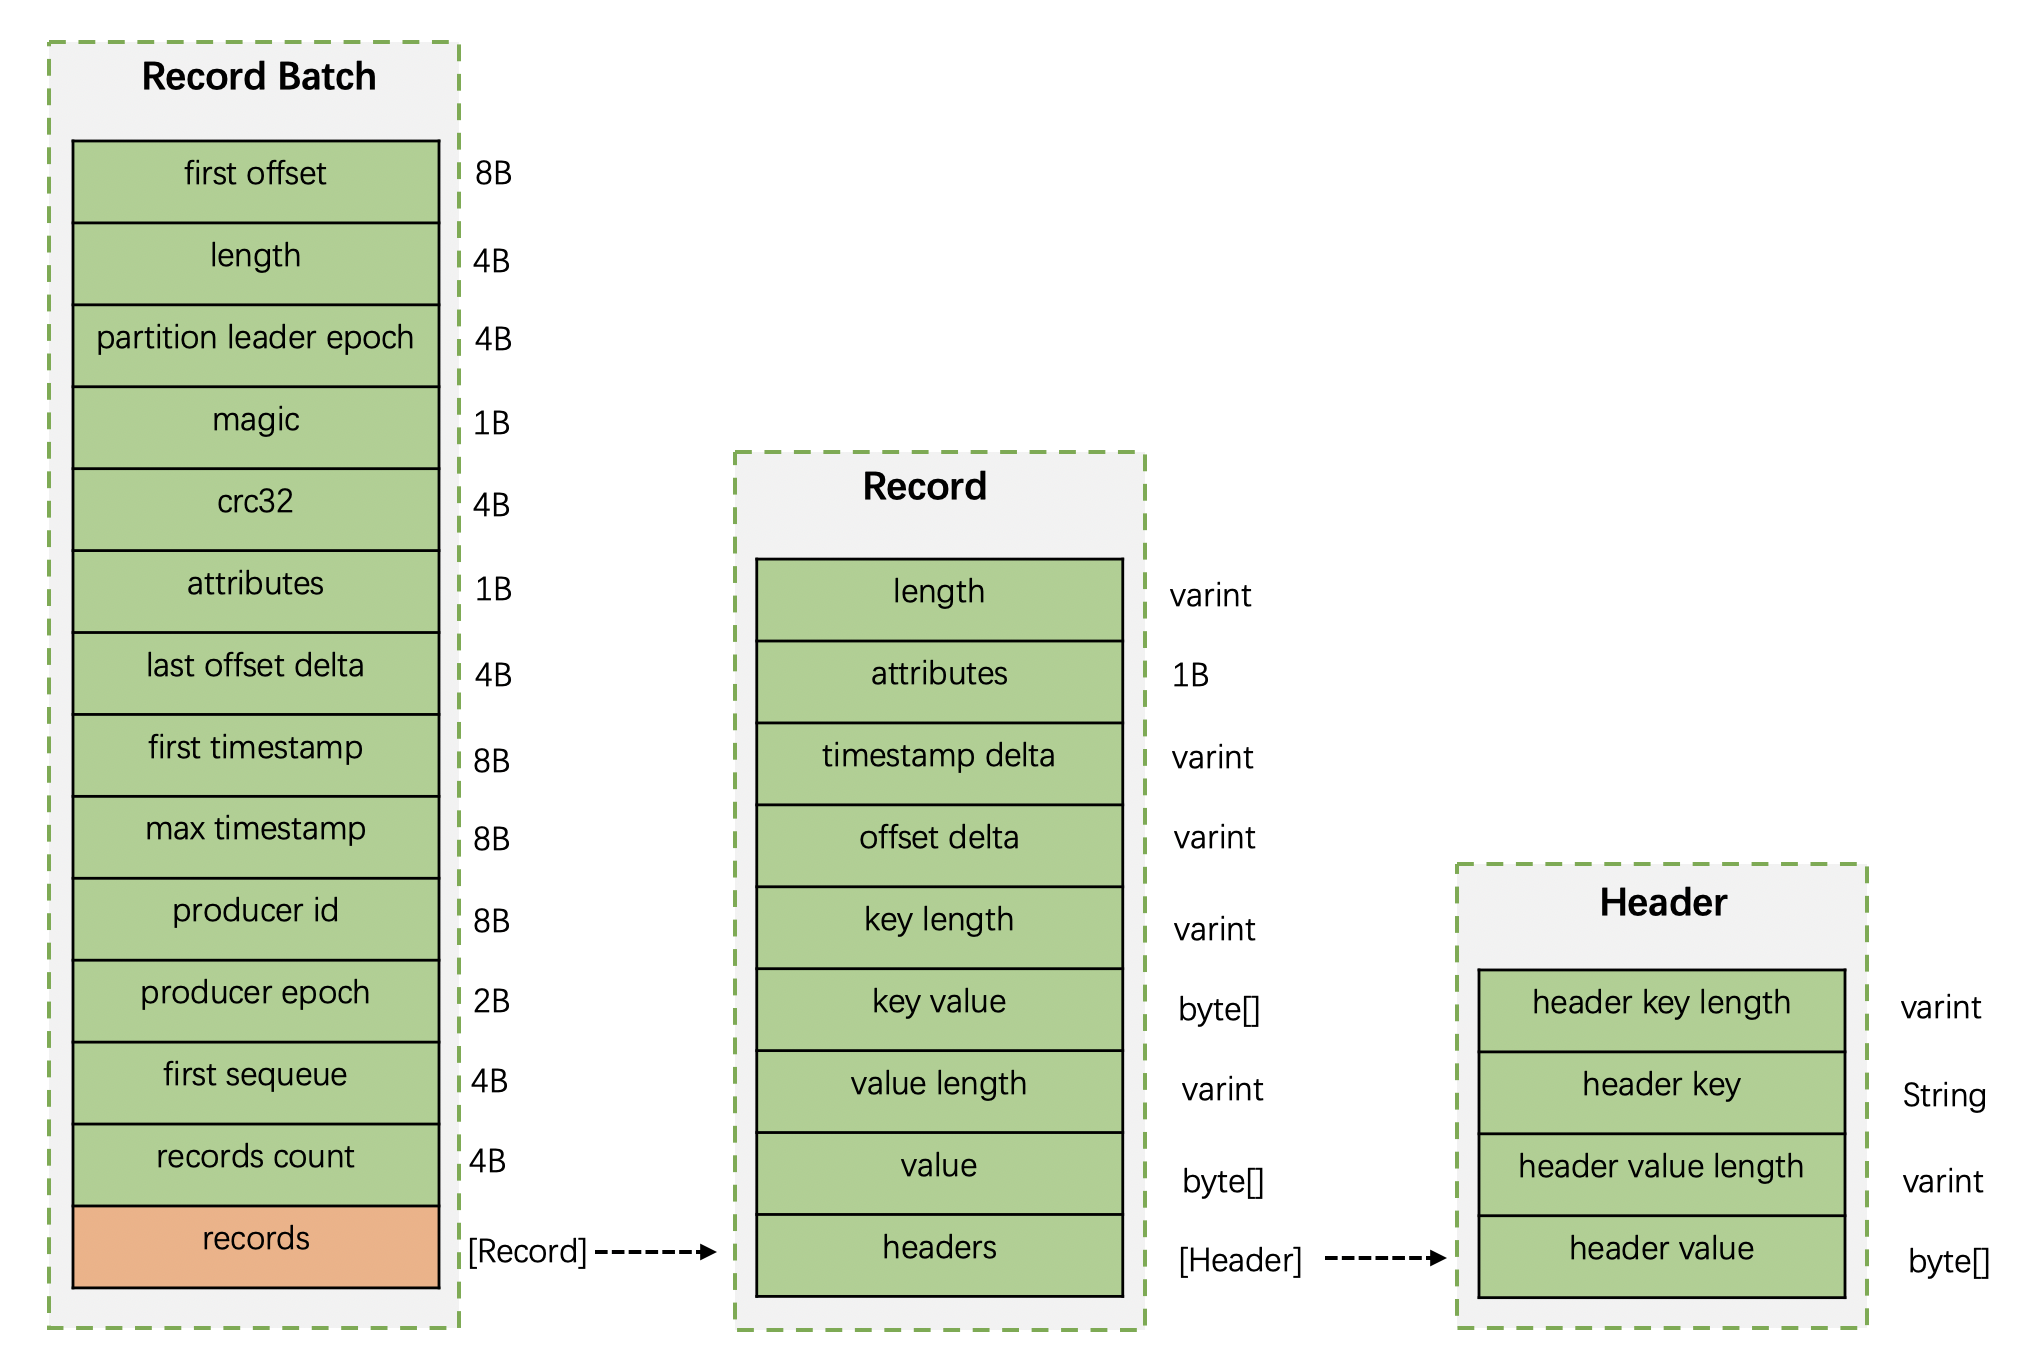 Record Batch
first offset 8B
length 4B
partition leader epoch 4B
magic 1B
crc32 4B
attributes 1B
last offset delta 4B
first timestamp 8B
max timestamp 8B
producer id 8B
producer epoch 2B
first sequeue 4B
records count 4B
records [Record]
Record
length varint
attributes 1B
timestamp delta varint
offset delta varint
key length varint
key value byte[]
value length varint
value byte[]
headers [Header]
Header
header key length varint
header key String
header value length varint
header value byte[]